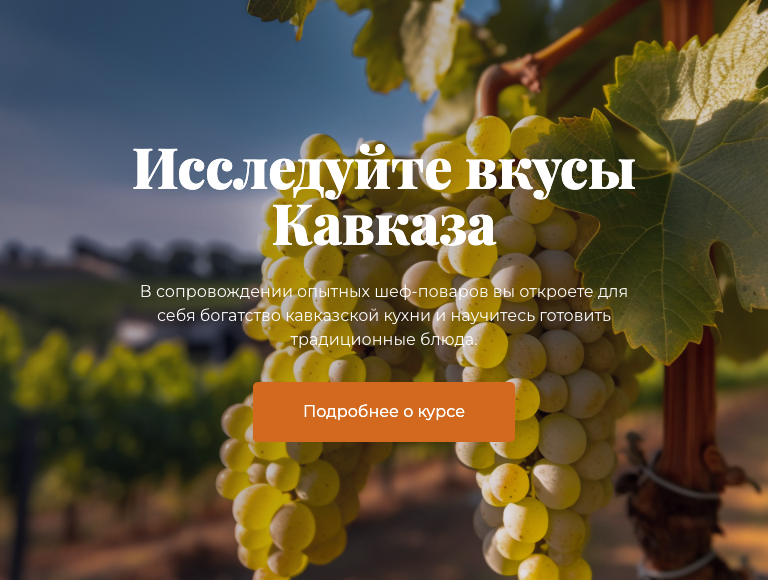 Исследуйте вкусы
Кавказа
В сопровождении опытных шеф-поваров вы откроете для
себя богатство кавказской кухни и научитесь готовить
традиционные блюда.
Подробнее о курсе